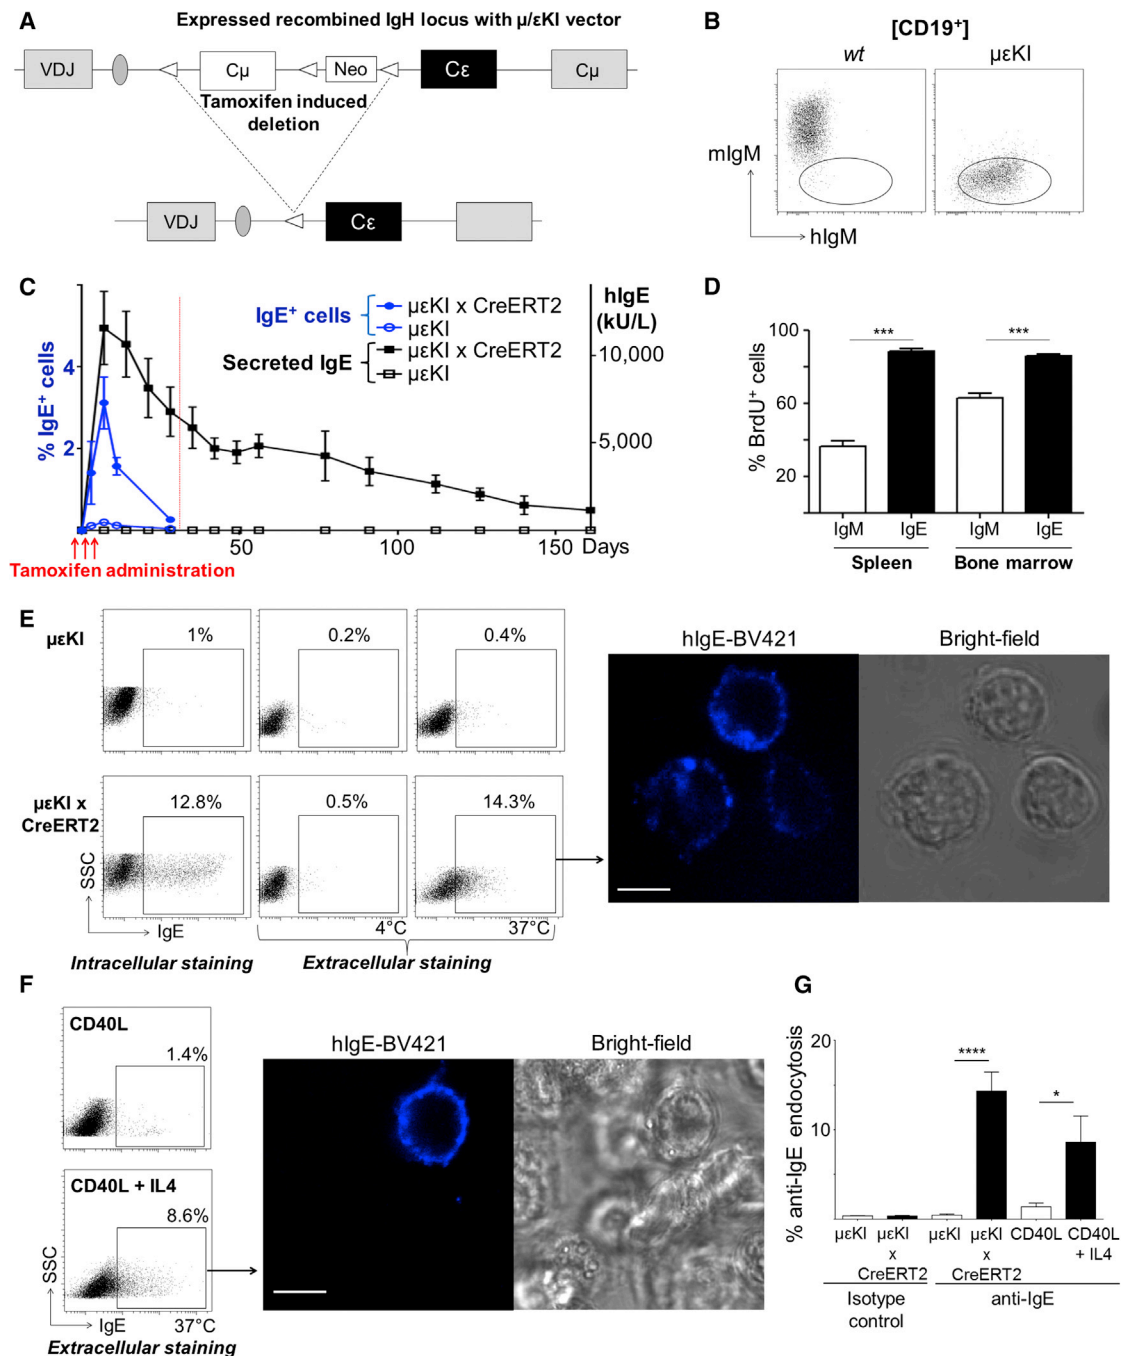 A
Expressed recombined IgH locus with μ/εKI vector
VDJ
Cμ
Neo
Cε
Cμ
Tamoxifen induced
deletion
VDJ
Cε
B
[CD19+]
wt
μεKI
mIgM
hIgM
C
% IgE+ cells
4
2
IgE+ cells
μεKI x CreERT2
μεKI
Secreted IgE
μεKI x CreERT2
μεKI
hIgE
(kU/L)
10,000
5,000
50
100
150
Days
Tamoxifen administration
D
% BrdU+ cells
100
60
20
***
***
IgM
IgE
IgM
IgE
Spleen
Bone marrow
E
μεKI
1%
0.2%
0.4%
μεKI x
CreERT2
12.8%
0.5%
14.3%
SSC
IgE
4°C
37°C
Intracellular staining
Extracellular staining
hIgE-BV421
Bright-field
F
CD40L
1.4%
CD40L + IL4
8.6%
SSC
IgE
37°C
Extracellular staining
hIgE-BV421
Bright-field
G
% anti-IgE endocytosis
20
10
****
*
μεKI
μεKI
x
CreERT2
μεKI
μεKI
x
CreERT2
CD40L
CD40L
+ IL4
Isotype
control
anti-IgE